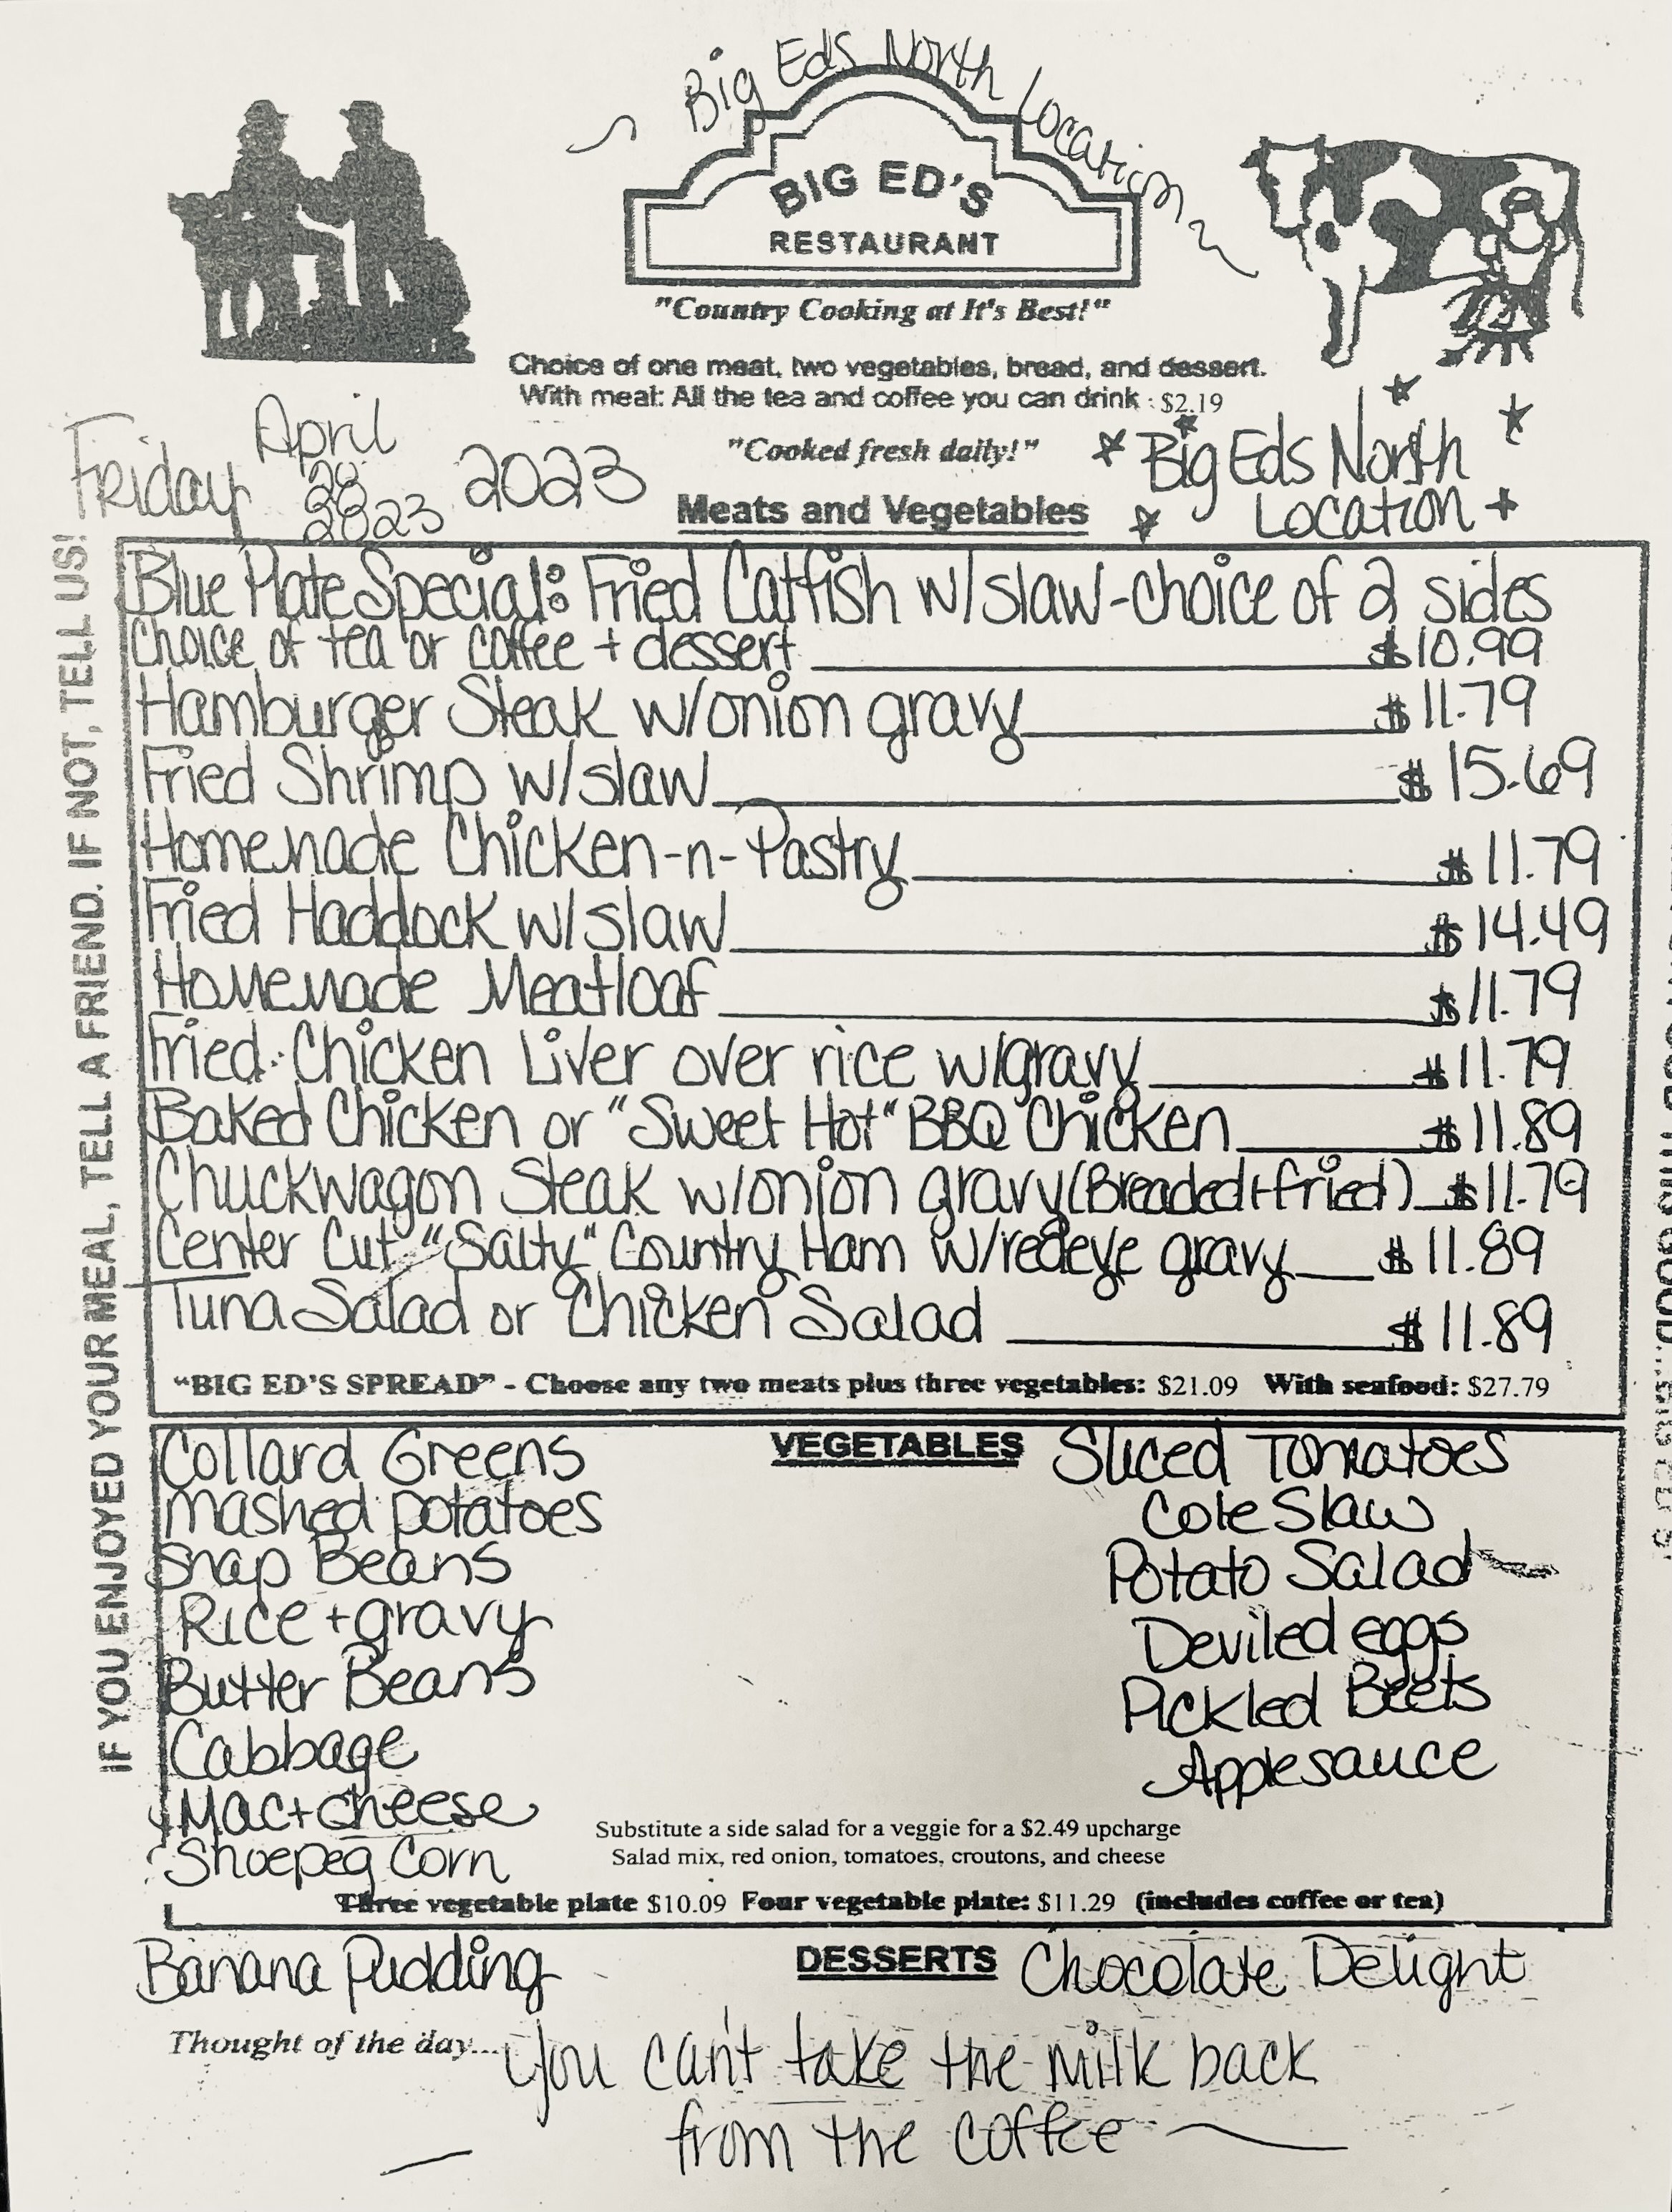 ~ Big Eds North Location ~
BIG ED'S
RESTAURANT
"Country Cooking at It's Best!"
Choice of one meat, two vegetables, bread, and dessert.
With meal: All the tea and coffee you can drink : $2.19
"Cooked fresh daily!"
Friday April 28 2023 2023
Big Eds North
Location
Meats and Vegetables
Blue Plate Special: Fried Catfish w/slaw-choice of 2 sides
choice of tea or coffee + dessert $10.99
Hamburger Steak w/onion gravy $11.79
Fried Shrimp w/slaw $15.69
Homemade Chicken-n-Pastry $11.79
Fried Haddock w/slaw $14.49
Homemade Meatloaf $11.79
Fried Chicken Liver over rice w/gravy $11.79
Baked Chicken or "Sweet Hot" BBQ Chicken $11.89
Chuckwagon Steak w/onion gravy (Breaded+fried) $11.79
Center Cut "Salty" Country Ham w/redeye gravy $11.89
Tuna Salad or Chicken Salad $11.89
"BIG ED'S SPREAD" - Choose any two meats plus three vegetables: $21.09 With seafood: $27.79
VEGETABLES
Collard Greens
Mashed potatoes
Snap Beans
Rice + gravy
Butter Beans
Cabbage
Mac + cheese
Shoepeg Corn
Sliced Tomatoes
Cole Slaw
Potato Salad
Deviled eggs
Pickled Beets
Applesauce
Substitute a side salad for a veggie for a $2.49 upcharge
Salad mix, red onion, tomatoes, croutons, and cheese
Three vegetable plate $10.09 Four vegetable plate: $11.29 (includes coffee or tea)
DESSERTS
Banana Pudding
Chocolate Delight
Thought of the day... you can't take the milk back
from the coffee
IF YOU ENJOYED YOUR MEAL, TELL A FRIEND. IF NOT, TELL US!